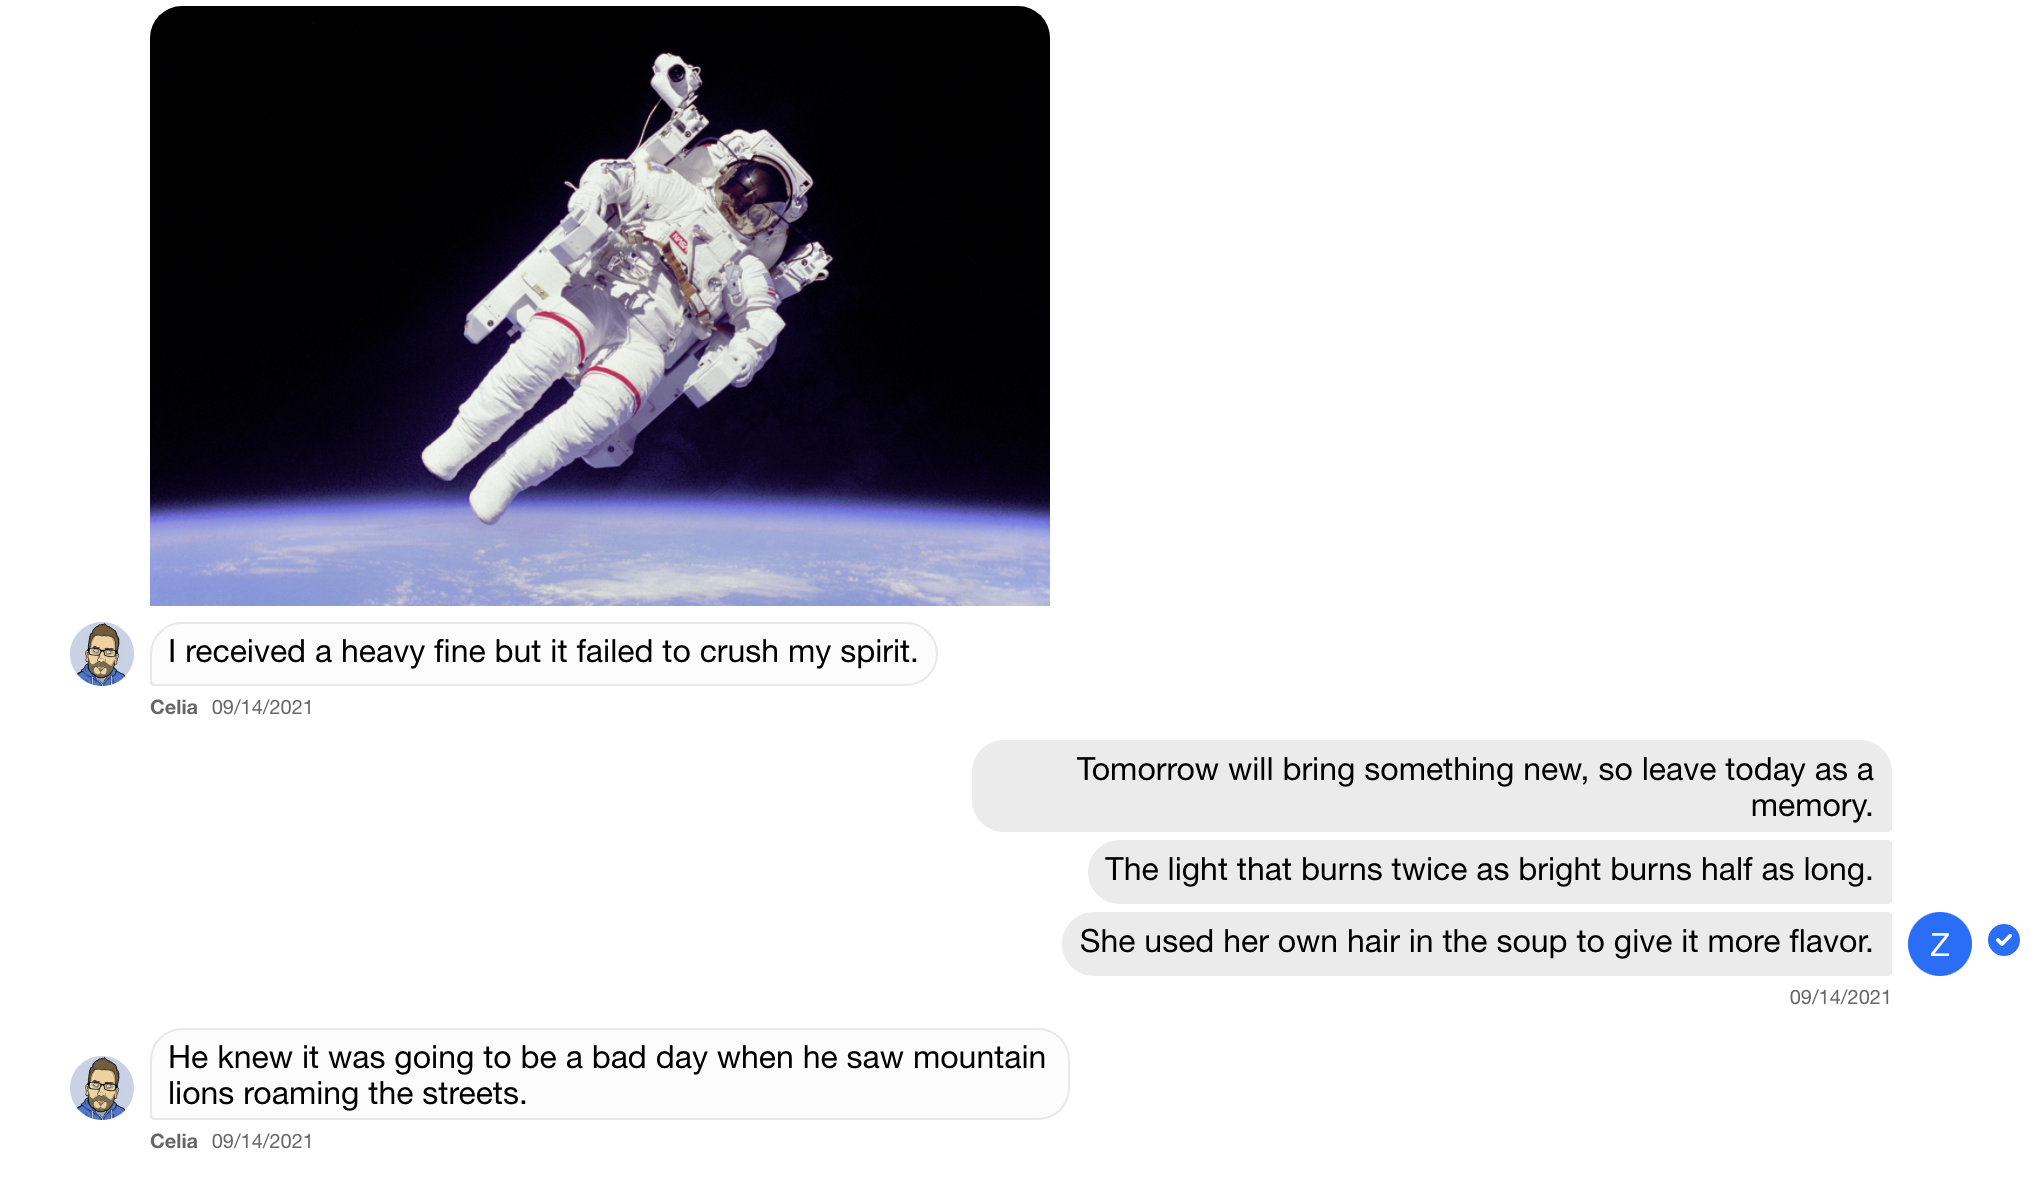 I received a heavy fine but it failed to crush my spirit.
Celia 09/14/2021
Tomorrow will bring something new, so leave today as a
memory.
The light that burns twice as bright burns half as long.
She used her own hair in the soup to give it more flavor.
Z
09/14/2021
He knew it was going to be a bad day when he saw mountain
lions roaming the streets.
Celia 09/14/2021